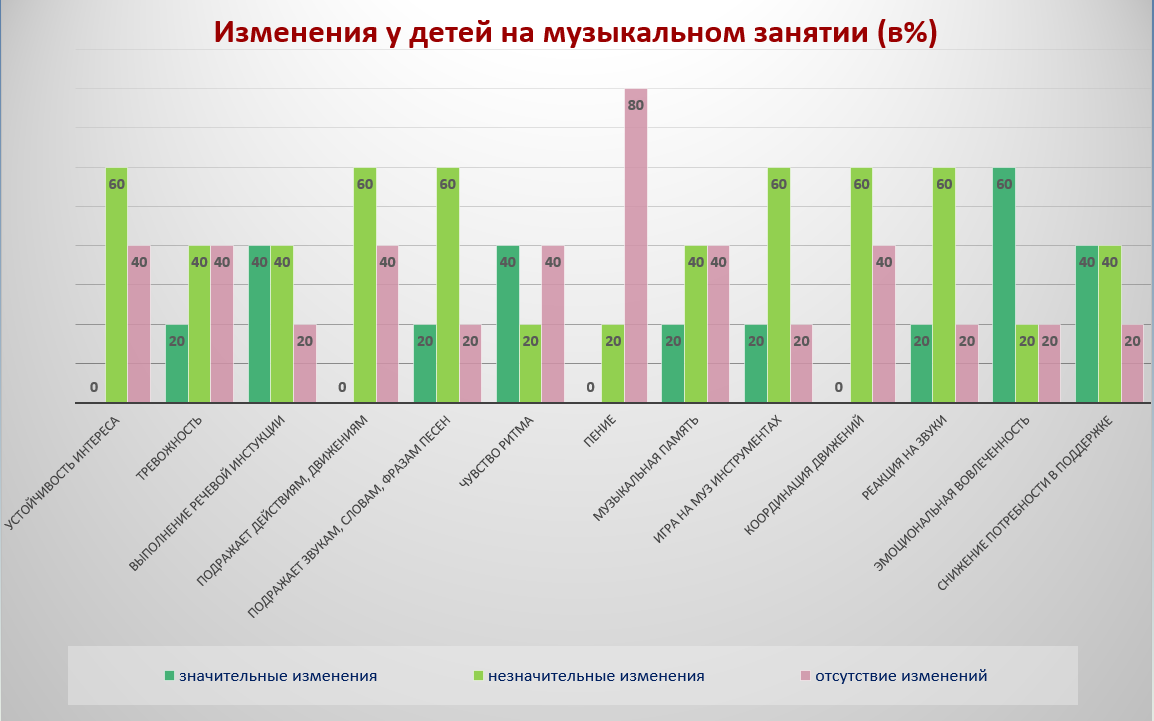 Изменения у детей на музыкальном занятии (в%)
0 60 40
20 40 40
40 40 20
0 60 40
20 60 20
40 20 40
0 20 80
20 40 40
20 60 20
0 60 40
20 60 20
60 20 20
40 40 20
УСТОЙЧИВОСТЬ ИНТЕРЕСА
ТРЕВОЖНОСТЬ
ВЫПОЛНЕНИЕ РЕЧЕВОЙ ИНСТУКЦИИ
ПОДРАЖАЕТ ДЕЙСТВИЯМ, ДВИЖЕНИЯМ
ПОДРАЖАЕТ ЗВУКАМ, СЛОВАМ, ФРАЗАМ ПЕСЕН
ЧУВСТВО РИТМА
ПЕНИЕ
МУЗЫКАЛЬНАЯ ПАМЯТЬ
ИГРА НА МУЗ ИНСТРУМЕНТАХ
КООРДИНАЦИЯ ДВИЖЕНИЙ
РЕАКЦИЯ НА ЗВУКИ
ЭМОЦИОНАЛЬНАЯ ВОВЛЕЧЕННОСТЬ
СНИЖЕНИЕ ПОТРЕБНОСТИ В ПОДДЕРЖКЕ
значительные изменения
незначительные изменения
отсутствие изменений